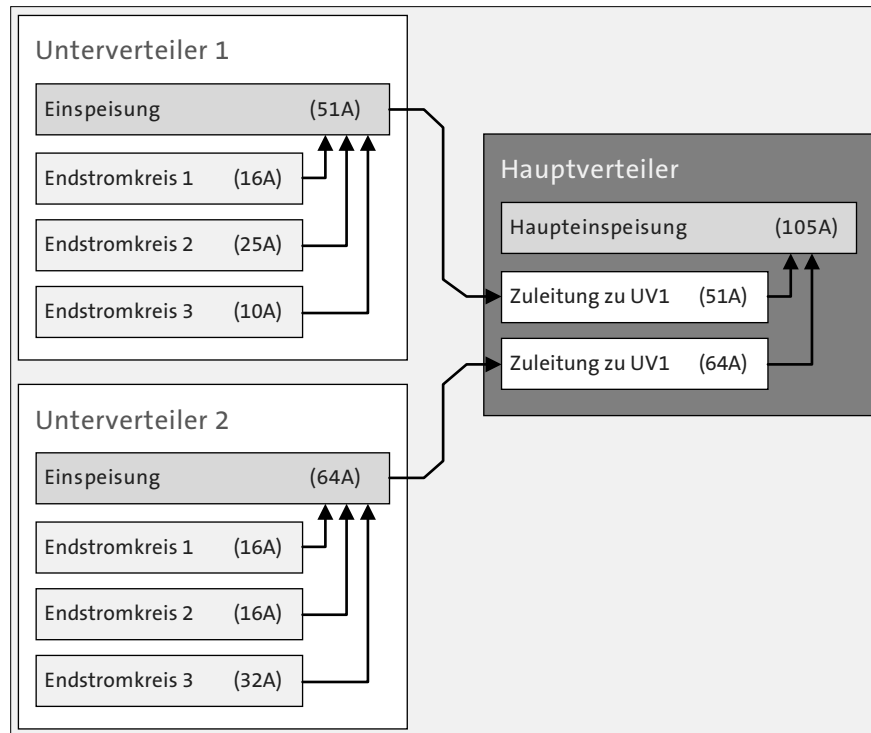 Unterverteiler 1
Einspeisung (51A)
Endstromkreis 1 (16A)
Endstromkreis 2 (25A)
Endstromkreis 3 (10A)
Unterverteiler 2
Einspeisung (64A)
Endstromkreis 1 (16A)
Endstromkreis 2 (16A)
Endstromkreis 3 (32A)
Hauptverteiler
Haupteinspeisung (105A)
Zuleitung zu UV1 (51A)
Zuleitung zu UV1 (64A)